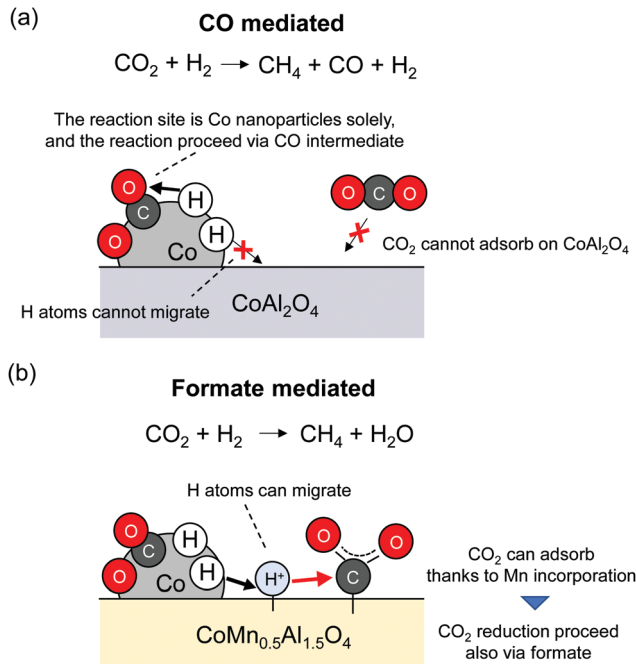 (a)
CO mediated
CO₂ + H₂ → CH₄ + CO + H₂
The reaction site is Co nanoparticles solely,
and the reaction proceed via CO intermediate
O
C
O
H
H
Co
O C O
CO₂ cannot adsorb on CoAl₂O₄
H atoms cannot migrate
CoAl₂O₄
(b)
Formate mediated
CO₂ + H₂ → CH₄ + H₂O
H atoms can migrate
O
C
O
H
H
Co
H⁺
O
O
C
CO₂ can adsorb
thanks to Mn incorporation
CO₂ reduction proceed
also via formate
CoMn₀.₅Al₁.₅O₄